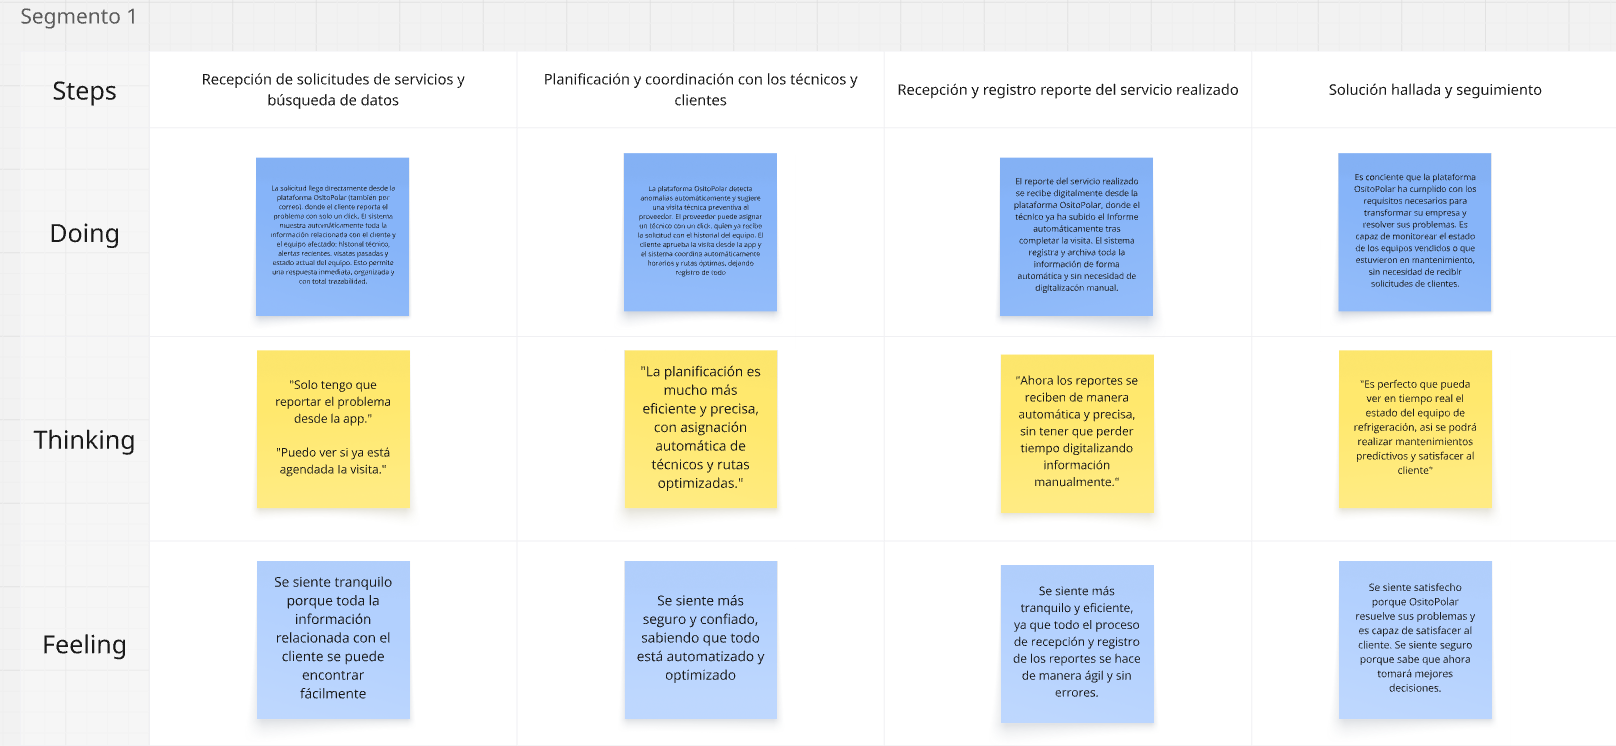 Segmento 1
Steps
Recepción de solicitudes de servicios y
búsqueda de datos
Planificación y coordinación con los técnicos y
clientes
Recepción y registro reporte del servicio realizado
Solución hallada y seguimiento
Doing
La solicitud llega directamente desde la
plataforma OsitoPolar (también por
correo), donde el cliente reporta el
problema con solo un click. El sistema
muestra automáticamente toda la
información relacionada con el cliente y
el equipo afectado: historial técnico,
alertas recientes, visitas pasadas y
estado actual del equipo. Esto permite
una respuesta inmediata, organizada y
con total trazabilidad.
La plataforma OsitoPolar detecta
anomalías automáticamente y sugiere
una visita técnica preventiva al
proveedor. El proveedor puede asignar
un técnico con un click, quien ya recibe
la solicitud con el historial del equipo. El
cliente aprueba la visita desde la app y
el sistema coordina automáticamente
horarios y rutas óptimas, dejando
registro de todo
El reporte del servicio realizado
se recibe digitalmente desde la
plataforma OsitoPolar, donde el
técnico ya ha subido el informe
automáticamente tras
completar la visita. El sistema
registra y archiva toda la
información de forma
automática y sin necesidad de
digitalizacón manual.
Es conciente que la plataforma
OsitoPolar ha cumplido con los
requisitos necesarios para
transformar su empresa y
resolver sus problemas. Es
capaz de monitorear el estado
de los equipos vendidos o que
estuvieron en mantenimiento,
sin necesidad de recibir
solicitudes de clientes.
Thinking
"Solo tengo que
reportar el problema
desde la app."
"Puedo ver si ya está
agendada la visita."
"La planificación es
mucho más
eficiente y precisa,
con asignación
automática de
técnicos y rutas
optimizadas."
"Ahora los reportes se
reciben de manera
automática y precisa,
sin tener que perder
tiempo digitalizando
información
manualmente."
"Es perfecto que pueda
ver en tiempo real el
estado del equipo de
refrigeración, asi se podrá
realizar mantenimientos
predictivos y satisfacer al
cliente"
Feeling
Se siente tranquilo
porque toda la
información
relacionada con el
cliente se puede
encontrar
fácilmente
Se siente más
seguro y confiado,
sabiendo que todo
está automatizado y
optimizado
Se siente más
tranquilo y eficiente,
ya que todo el proceso
de recepción y registro
de los reportes se hace
de manera ágil y sin
errores.
Se siente satisfecho
porque OsitoPolar
resuelve sus problemas y
es capaz de satisfacer al
cliente. Se siente seguro
porque sabe que ahora
tomará mejores
decisiones.